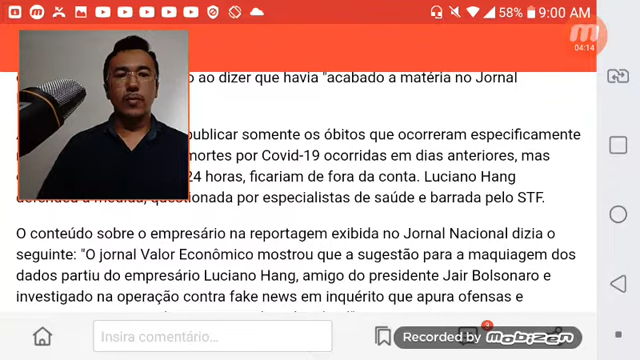 58% 9:00 AM
04:14
o ao dizer que havia "acabado a matéria no Jornal
publicar somente os óbitos que ocorreram especificamente
mortes por Covid-19 ocorridas em dias anteriores, mas
24 horas, ficariam de fora da conta. Luciano Hang
questionada por especialistas de saúde e barrada pelo STF.
O conteúdo sobre o empresário na reportagem exibida no Jornal Nacional dizia o
seguinte: "O jornal Valor Econômico mostrou que a sugestão para a maquiagem dos
dados partiu do empresário Luciano Hang, amigo do presidente Jair Bolsonaro e
investigado na operação contra fake news em inquérito que apura ofensas e
Insira comentário...
9
Recorded by mobizen